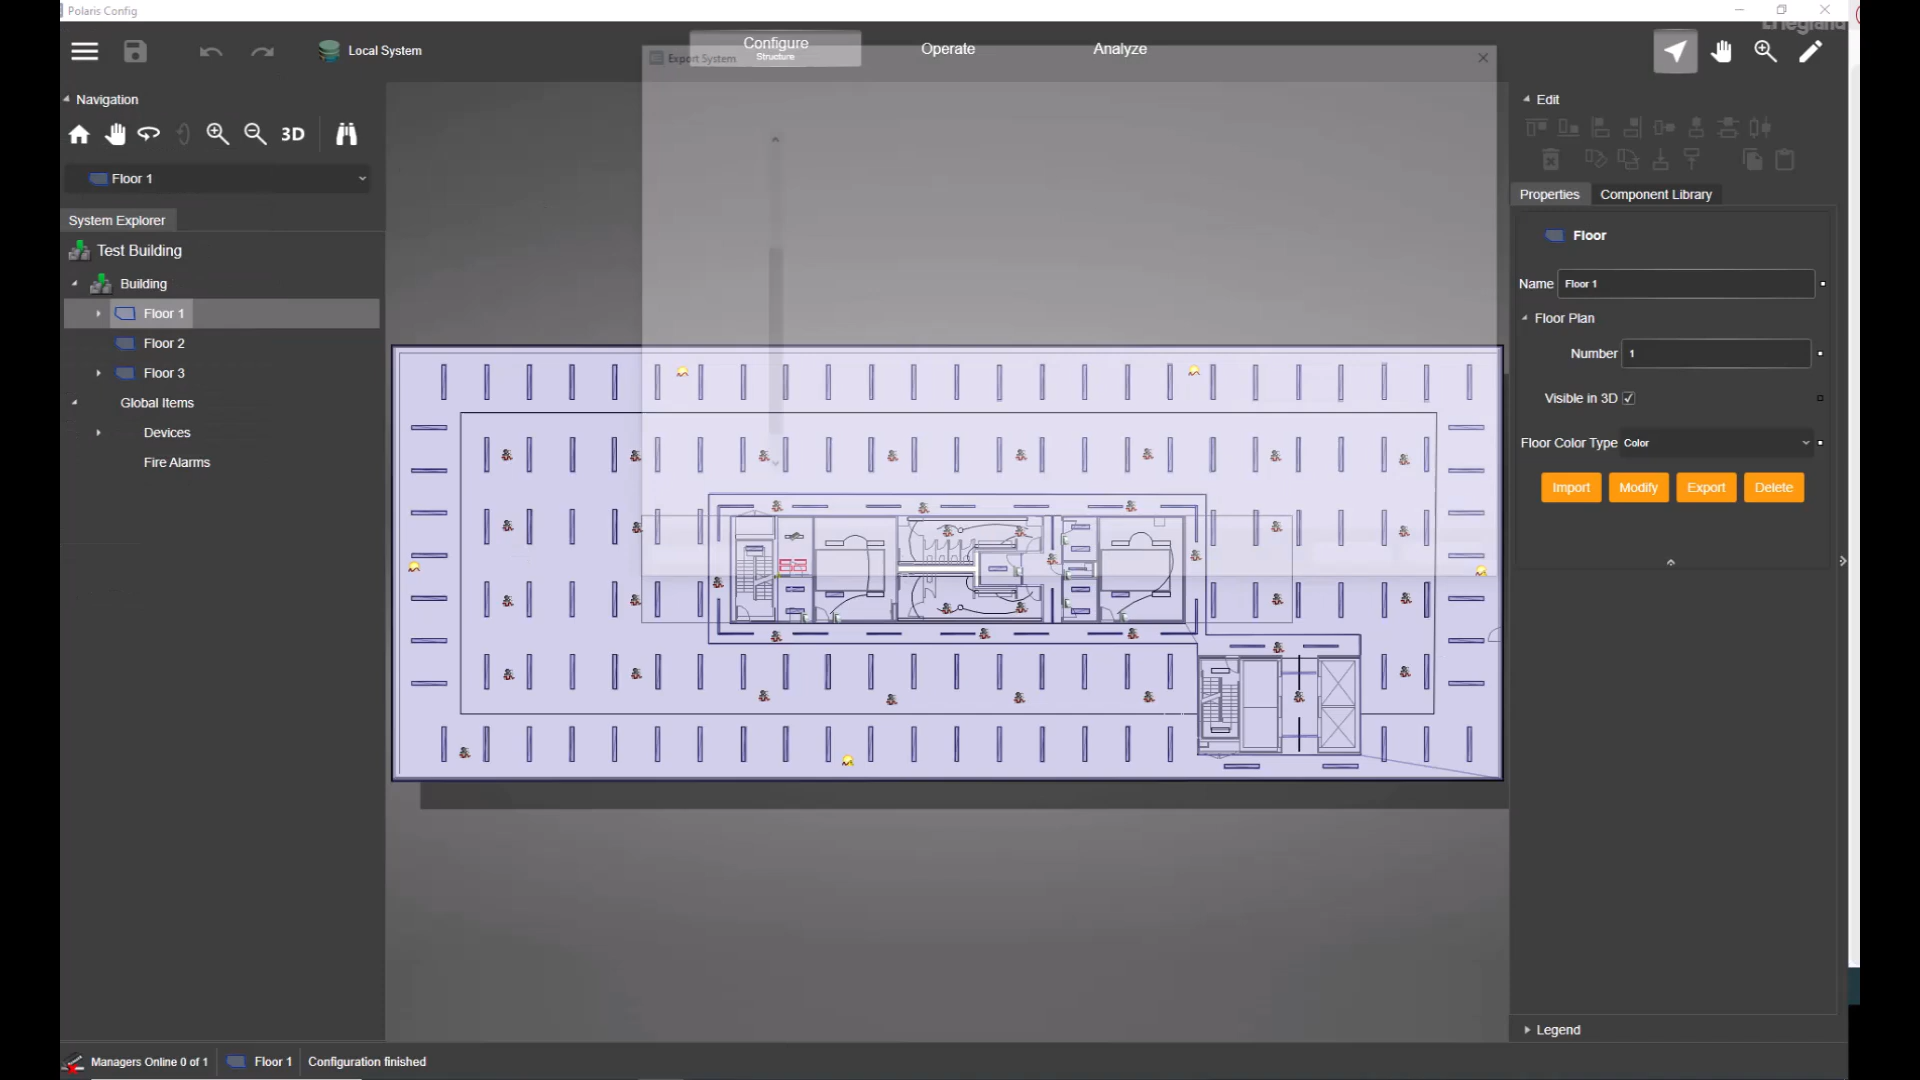 Polaris Config
legrand
Local System
Configure
Structure
Operate
Analyze
Export System
Navigation
3D
Floor 1
System Explorer
Test Building
Building
Floor 1
Floor 2
Floor 3
Global Items
Devices
Fire Alarms
Edit
Properties
Component Library
Floor
Name
Floor 1
Floor Plan
Number
1
Visible in 3D
Floor Color Type
Color
Import
Modify
Export
Delete
Legend
Managers Online 0 of 1
Floor 1
Configuration finished